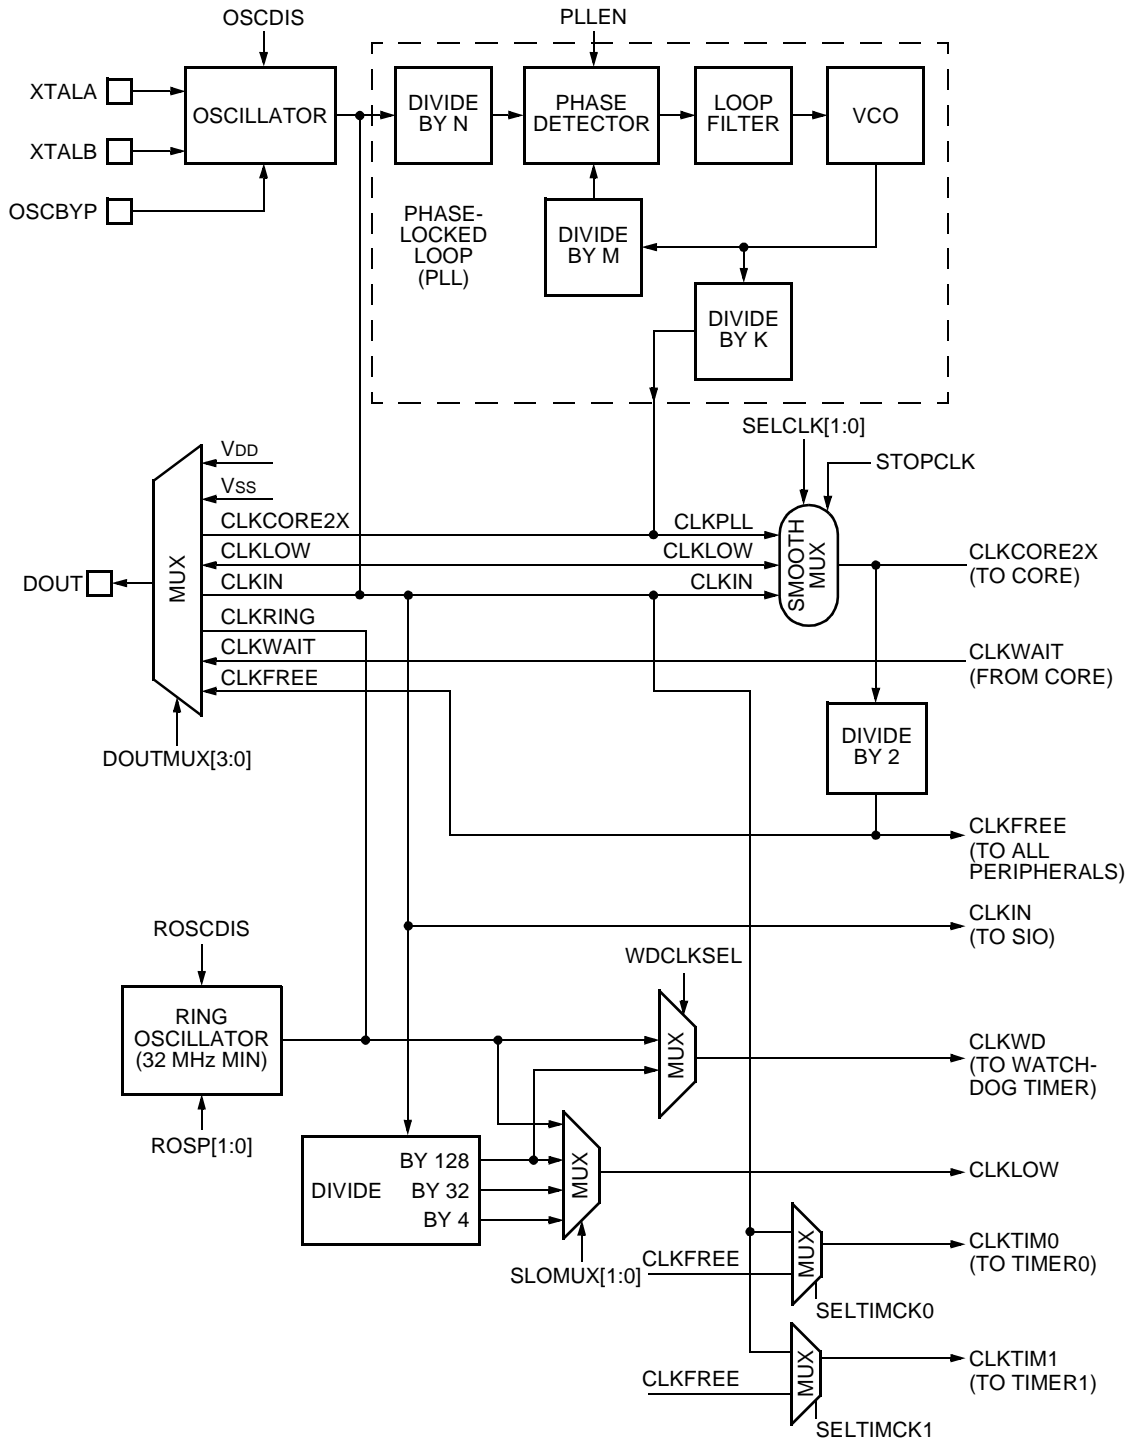 OSCDIS
PLLEN
XTALA
XTALB
OSCBYP
OSCILLATOR
DIVIDE
BY N
PHASE
DETECTOR
LOOP
FILTER
VCO
PHASE-
LOCKED
LOOP
(PLL)
DIVIDE
BY M
DIVIDE
BY K
SELCLK[1:0]
STOPCLK
VDD
VSS
CLKCORE2X
CLKLOW
CLKIN
CLKRING
CLKWAIT
CLKFREE
MUX
DOUT
DOUTMUX[3:0]
CLKPLL
CLKLOW
CLKIN
SMOOTH
MUX
CLKCORE2X
(TO CORE)
CLKWAIT
(FROM CORE)
DIVIDE
BY 2
CLKFREE
(TO ALL
PERIPHERALS)
CLKIN
(TO SIO)
ROSCDIS
RING
OSCILLATOR
(32 MHz MIN)
ROSP[1:0]
WDCLKSEL
MUX
CLKWD
(TO WATCH-
DOG TIMER)
DIVIDE
BY 128
BY 32
BY 4
MUX
SLOMUX[1:0]
CLKLOW
CLKFREE
MUX
SELTIMCK0
CLKTIM0
(TO TIMER0)
CLKFREE
MUX
SELTIMCK1
CLKTIM1
(TO TIMER1)